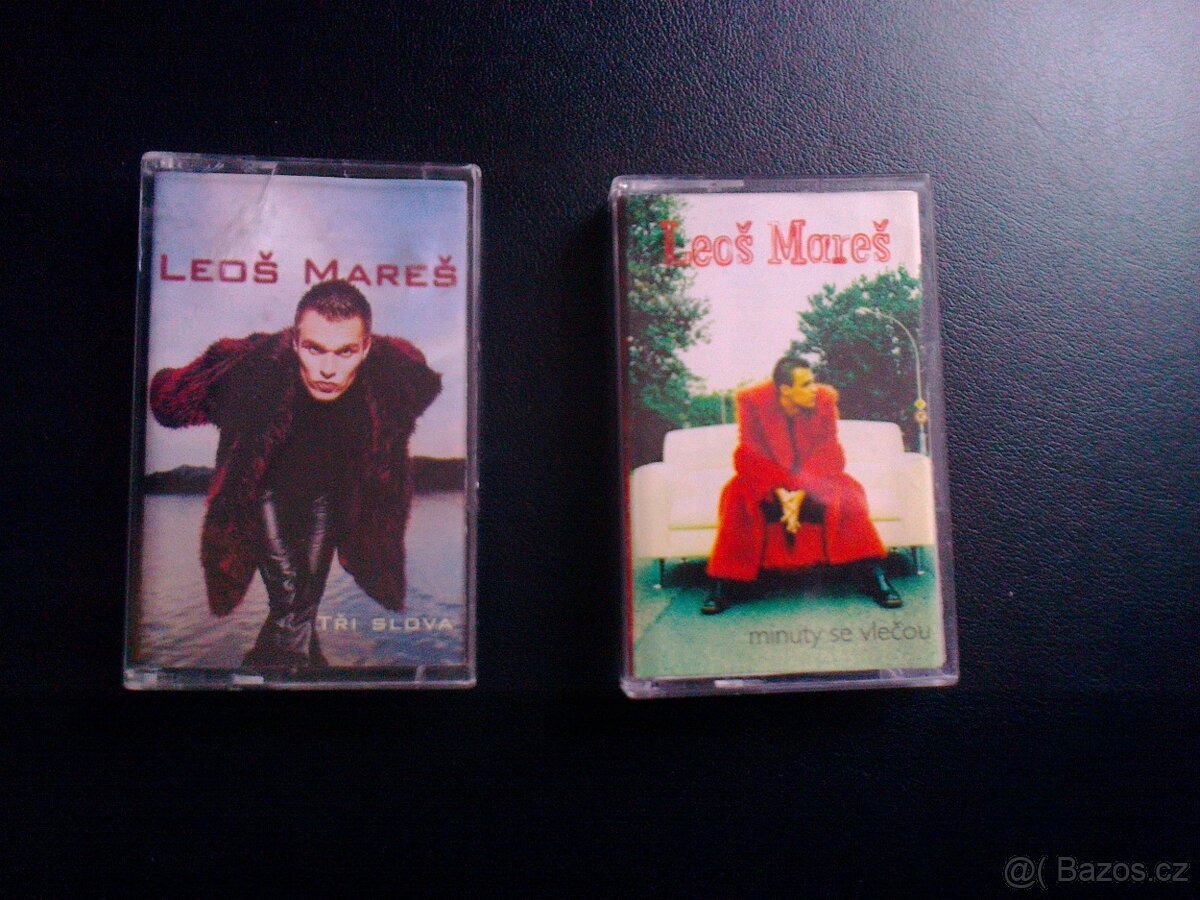 LEOŠ MAREŠ
TŘI SLOVA
Leoš Mareš
minuty se vlečou
@( Bazos.cz